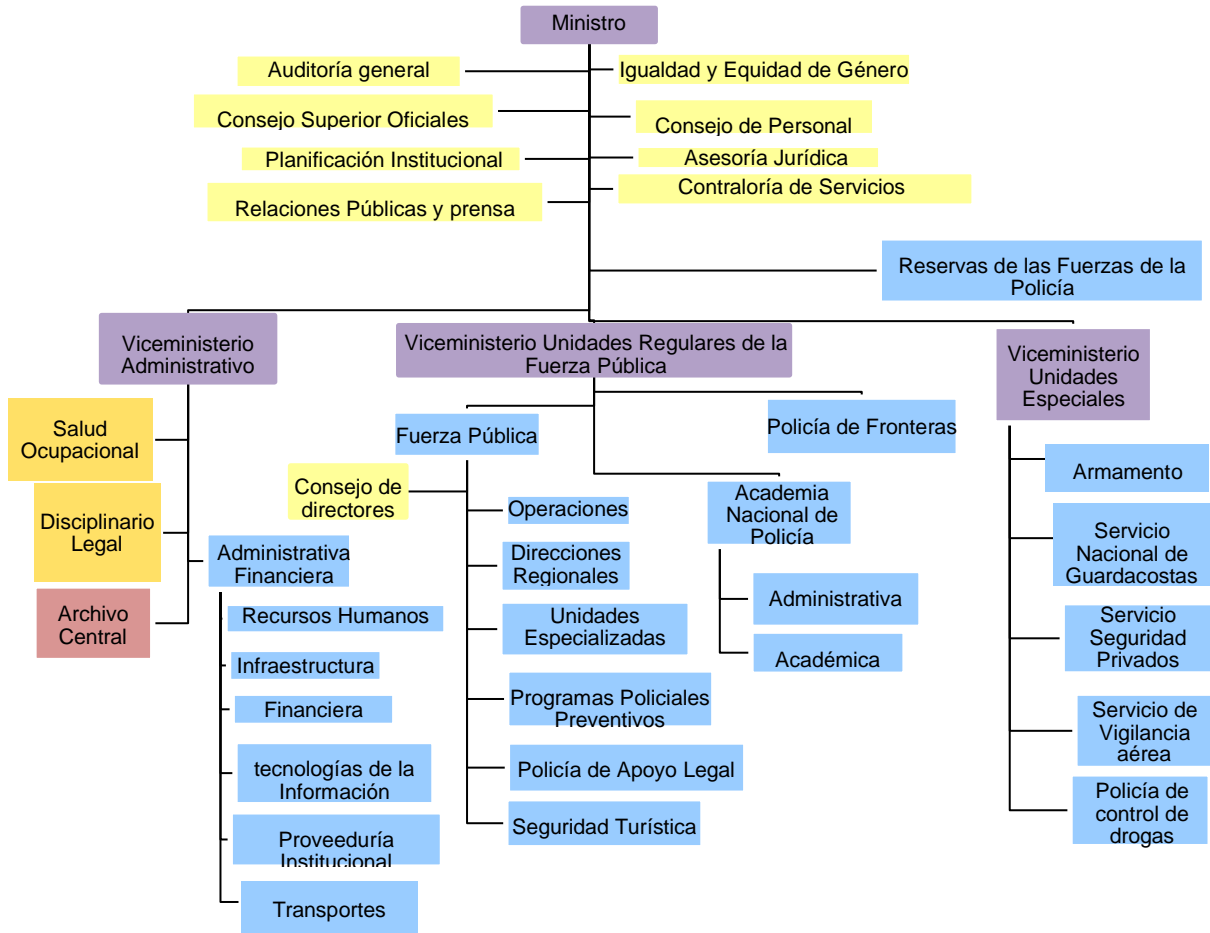 Ministro
Auditoría general
Igualdad y Equidad de Género
Consejo Superior Oficiales
Consejo de Personal
Planificación Institucional
Asesoría Jurídica
Relaciones Públicas y prensa
Contraloría de Servicios
Reservas de las Fuerzas de la
Policía
Viceministerio
Administrativo
Salud
Ocupacional
Disciplinario
Legal
Archivo
Central
Administrativa
Financiera
Recursos Humanos
Infraestructura
Financiera
tecnologías de la
Información
Proveeduría
Institucional
Transportes
Viceministerio Unidades Regulares de la
Fuerza Pública
Fuerza Pública
Consejo de
directores
Operaciones
Direcciones
Regionales
Unidades
Especializadas
Programas Policiales
Preventivos
Policía de Apoyo Legal
Seguridad Turística
Policía de Fronteras
Academia
Nacional de
Policía
Administrativa
Académica
Viceministerio
Unidades
Especiales
Armamento
Servicio
Nacional de
Guardacostas
Servicio
Seguridad
Privados
Servicio de
Vigilancia
aérea
Policía de
control de
drogas